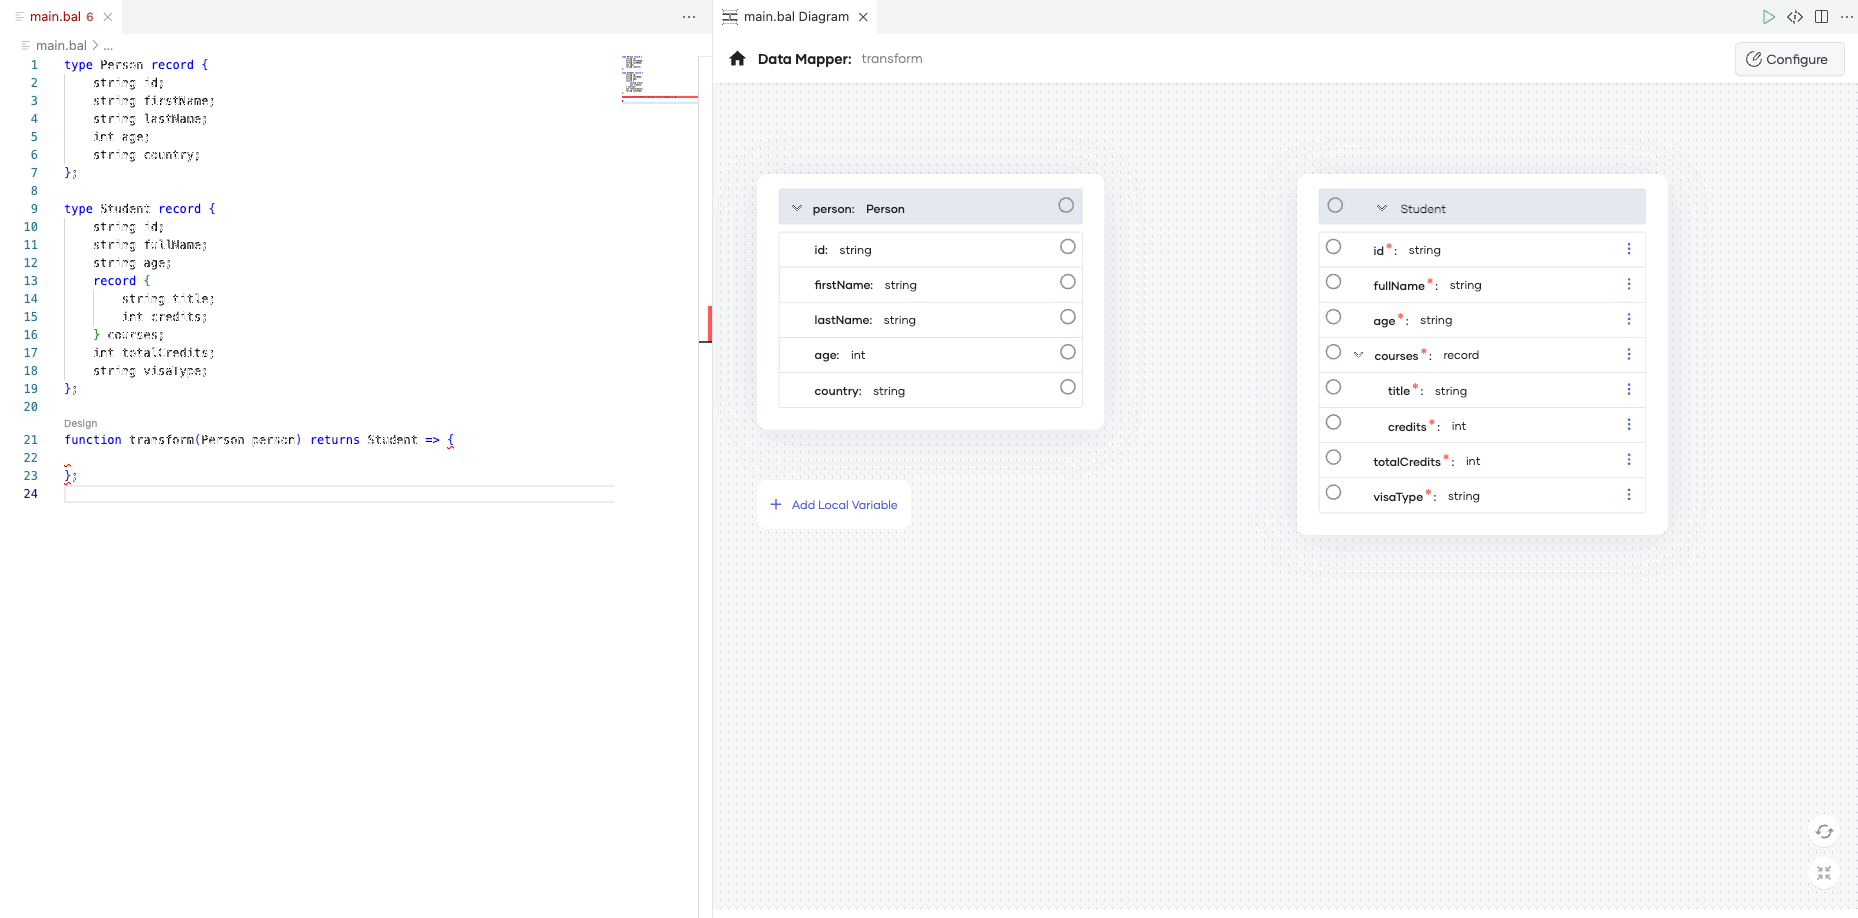 main.bal 6
main.bal > ...
1 type Person record {
2 string id;
3 string firstName;
4 string lastName;
5 int age;
6 string country;
7 };
8
9 type Student record {
10 string id;
11 string fullName;
12 string age;
13 record {
14 string title;
15 int credits;
16 } courses;
17 int totalCredits;
18 string visaType;
19 };
20
Design
21 function transform(Person person) returns Student => {
22
23 };
24
main.bal Diagram
Data Mapper: transform
Configure
person: Person
id: string
firstName: string
lastName: string
age: int
country: string
+ Add Local Variable
Student
id*: string
fullName*: string
age*: string
courses*: record
title*: string
credits*: int
totalCredits*: int
visaType*: string